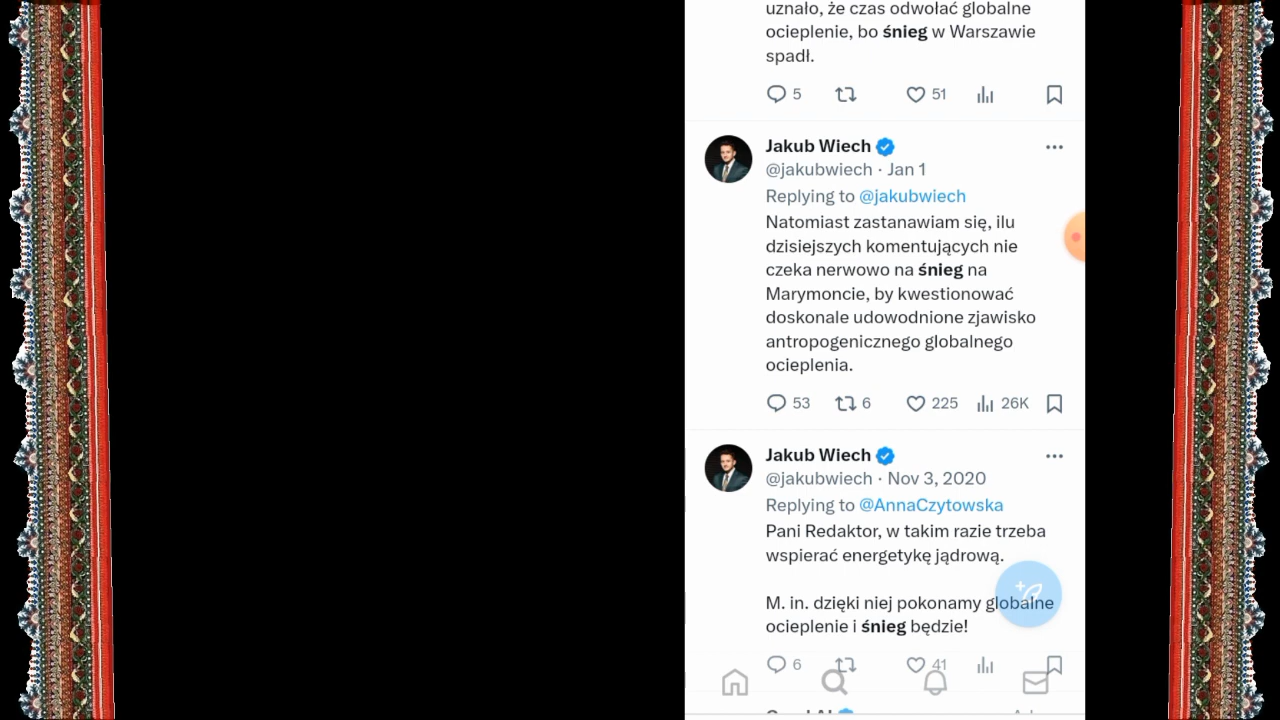 uznało, że czas odwołać globalne
ocieplenie, bo śnieg w Warszawie
spadł.
5 51
Jakub Wiech
@jakubwiech · Jan 1
Replying to @jakubwiech
Natomiast zastanawiam się, ilu
dzisiejszych komentujących nie
czeka nerwowo na śnieg na
Marymoncie, by kwestionować
doskonale udowodnione zjawisko
antropogenicznego globalnego
ocieplenia.
53 6 225 26K
Jakub Wiech
@jakubwiech · Nov 3, 2020
Replying to @AnnaCzytowska
Pani Redaktor, w takim razie trzeba
wspierać energetykę jądrową.
M. in. dzięki niej pokonamy globalne
ocieplenie i śnieg będzie!
6 41